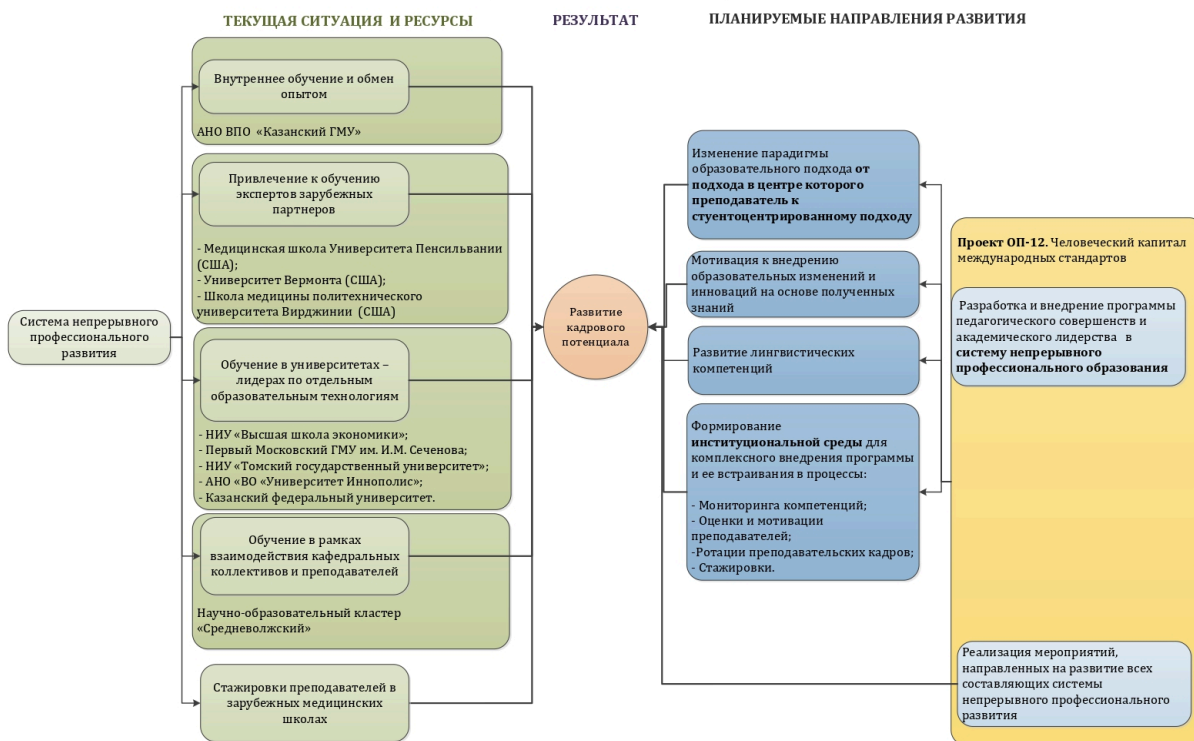 ТЕКУЩАЯ СИТУАЦИЯ И РЕСУРСЫ
РЕЗУЛЬТАТ
ПЛАНИРУЕМЫЕ НАПРАВЛЕНИЯ РАЗВИТИЯ
Система непрерывного
профессионального
развития
Внутреннее обучение и обмен
опытом
АНО ВПО «Казанский ГМУ»
Привлечение к обучению
экспертов зарубежных
партнеров
- Медицинская школа Университета Пенсильвании
(США);
- Университет Вермонта (США);
- Школа медицины политехнического
университета Вирджинии (США)
Обучение в университетах –
лидерах по отдельным
образовательным технологиям
- НИУ «Высшая школа экономики»;
- Первый Московский ГМУ им. И.М. Сеченова;
- НИУ «Томский государственный университет»;
- АНО «ВО «Университет Иннополис»;
- Казанский федеральный университет.
Обучение в рамках
взаимодействия кафедральных
коллективов и преподавателей
Научно-образовательный кластер
«Средневолжский»
Стажировки преподавателей в
зарубежных медицинских
школах
Развитие
кадрового
потенциала
Изменение парадигмы
образовательного подхода от
подхода в центре которого
преподаватель к
стуентоцентрированному подходу
Мотивация к внедрению
образовательных изменений и
инноваций на основе полученных
знаний
Развитие лингвистических
компетенций
Формирование
институциональной среды для
комплексного внедрения программы
и ее встраивания в процессы:
- Мониторинга компетенций;
- Оценки и мотивации
преподавателей;
-Ротации преподавательских кадров;
- Стажировки.
Проект ОП-12. Человеческий капитал
международных стандартов
Разработка и внедрение программы
педагогического совершенств и
академического лидерства в
систему непрерывного
профессионального образования
Реализация мероприятий,
направленных на развитие всех
составляющих системы
непрерывного профессионального
развития